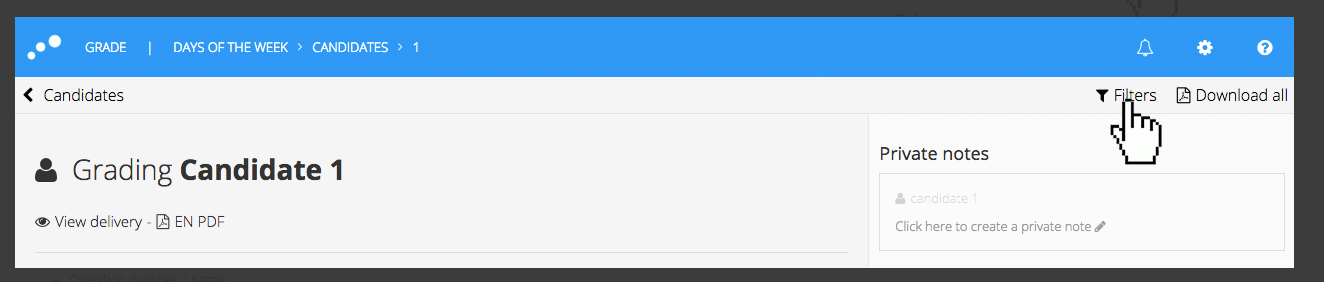 GRADE | DAYS OF THE WEEK > CANDIDATES > 1
Candidates
Filters Download all
Grading Candidate 1
View delivery - EN PDF
Private notes
candidate 1
Click here to create a private note